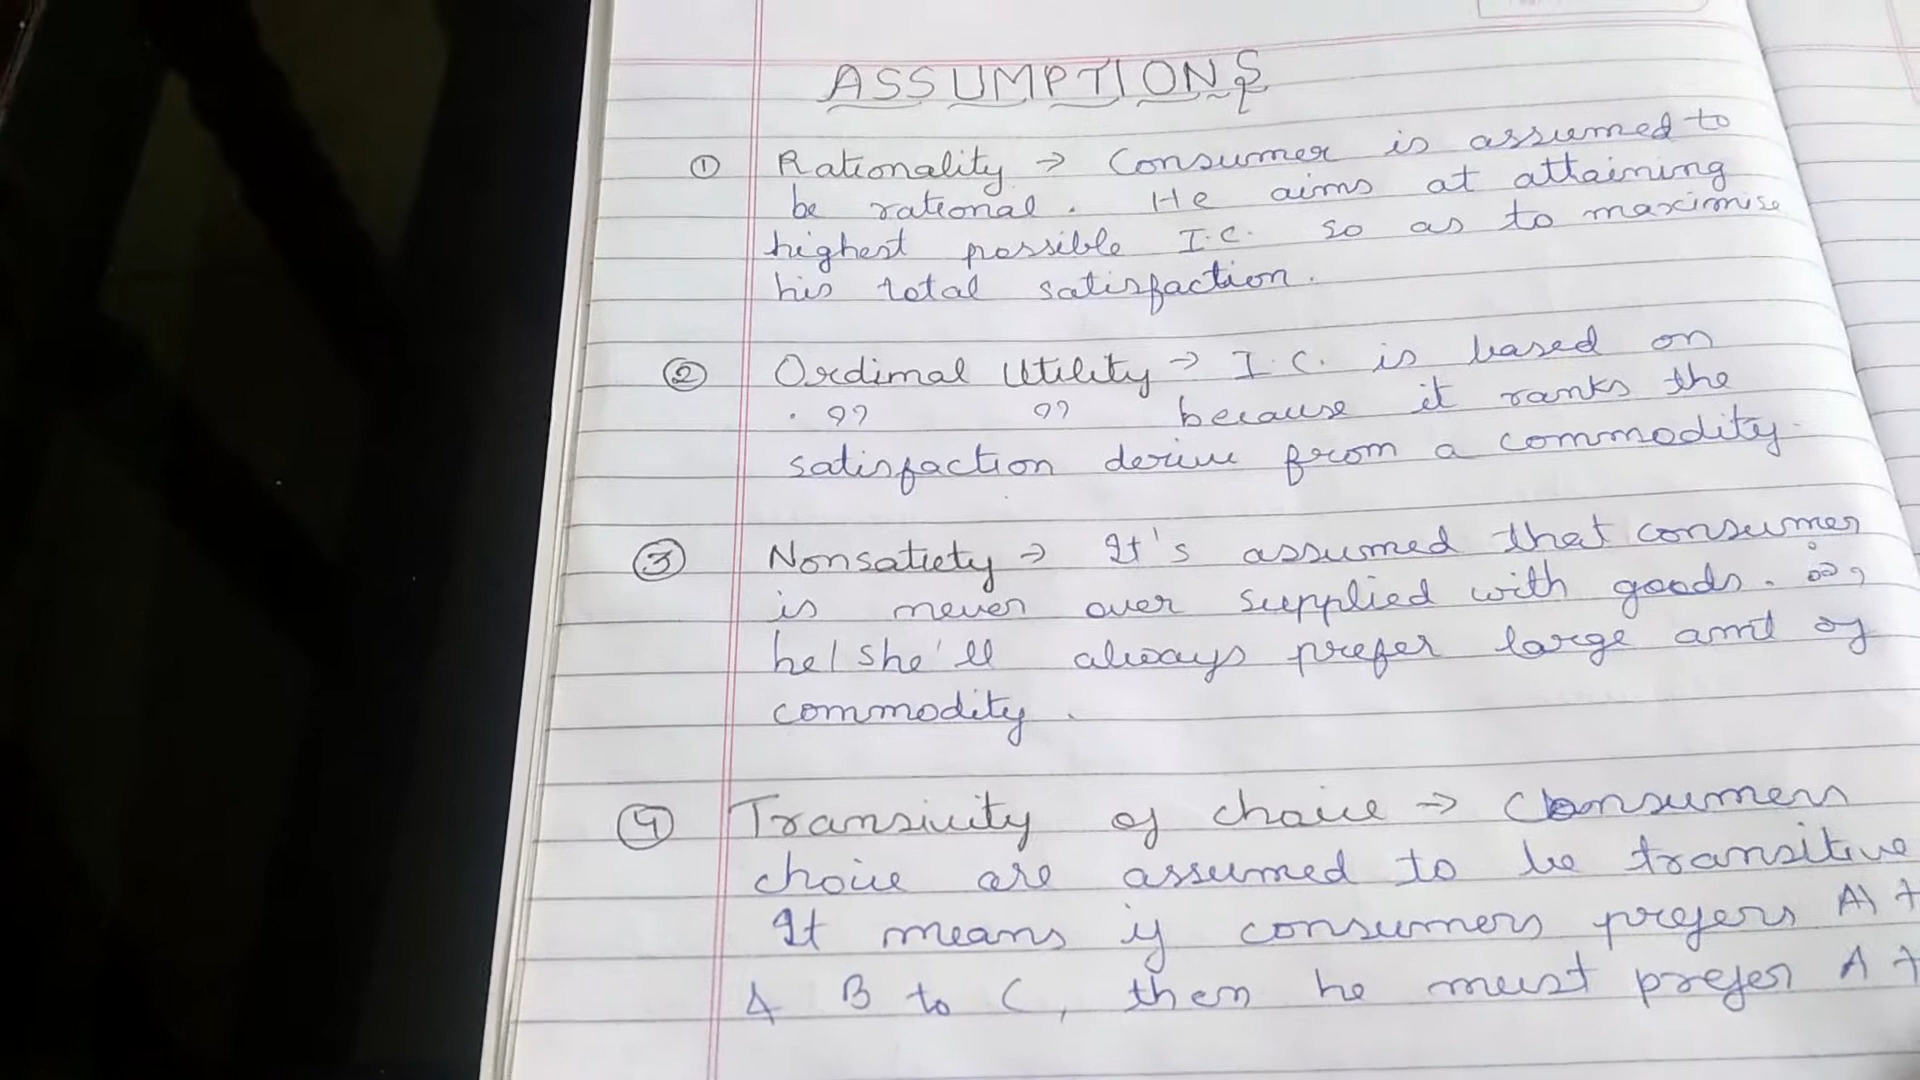 ASSUMPTIONS
① Rationality → Consumer is assumed to
be rational. He aims at attaining
highest possible I.C. so as to maximise
his total satisfaction.
② Ordinal Utility → I.C. is based on
" " because it ranks the
satisfaction derive from a commodity.
③ Nonsatiety → It's assumed that consumer
is never over supplied with goods.
he/she'll always prefer large amt of
commodity.
④ Transivity of choice → Consumers
choice are assumed to be transitive
It means if consumers prefers A
& B to C, then he must prefer A